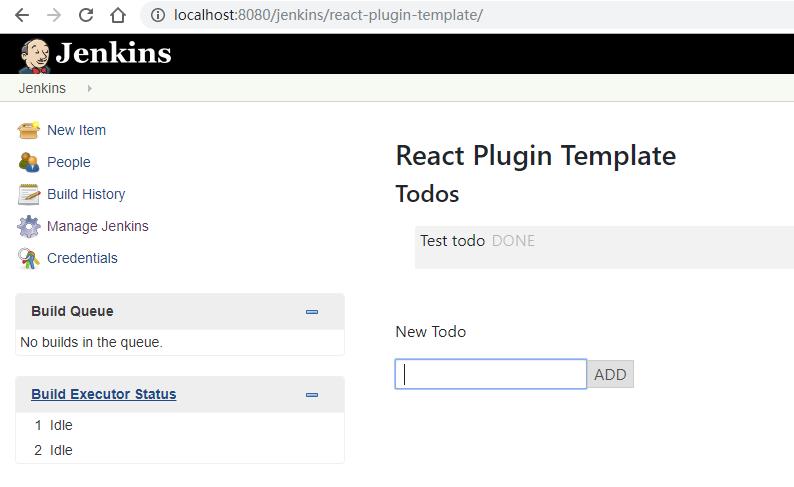 localhost:8080/jenkins/react-plugin-template/
Jenkins
Jenkins
New Item
People
Build History
Manage Jenkins
Credentials
Build Queue
No builds in the queue.
Build Executor Status
1 Idle
2 Idle
React Plugin Template
Todos
Test todo DONE
New Todo
ADD